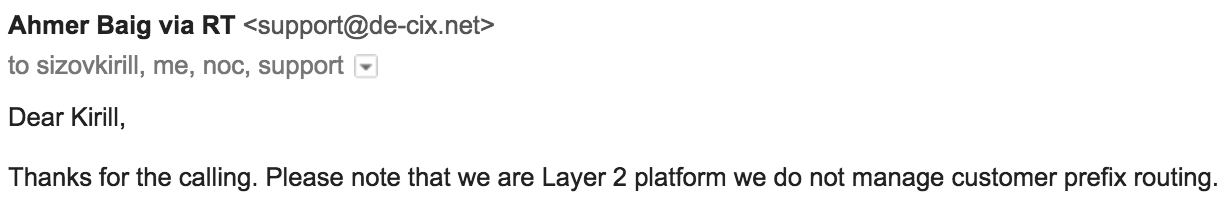 Ahmer Baig via RT <support@de-cix.net>
to sizovkirill, me, noc, support
Dear Kirill,
Thanks for the calling. Please note that we are Layer 2 platform we do not manage customer prefix routing.